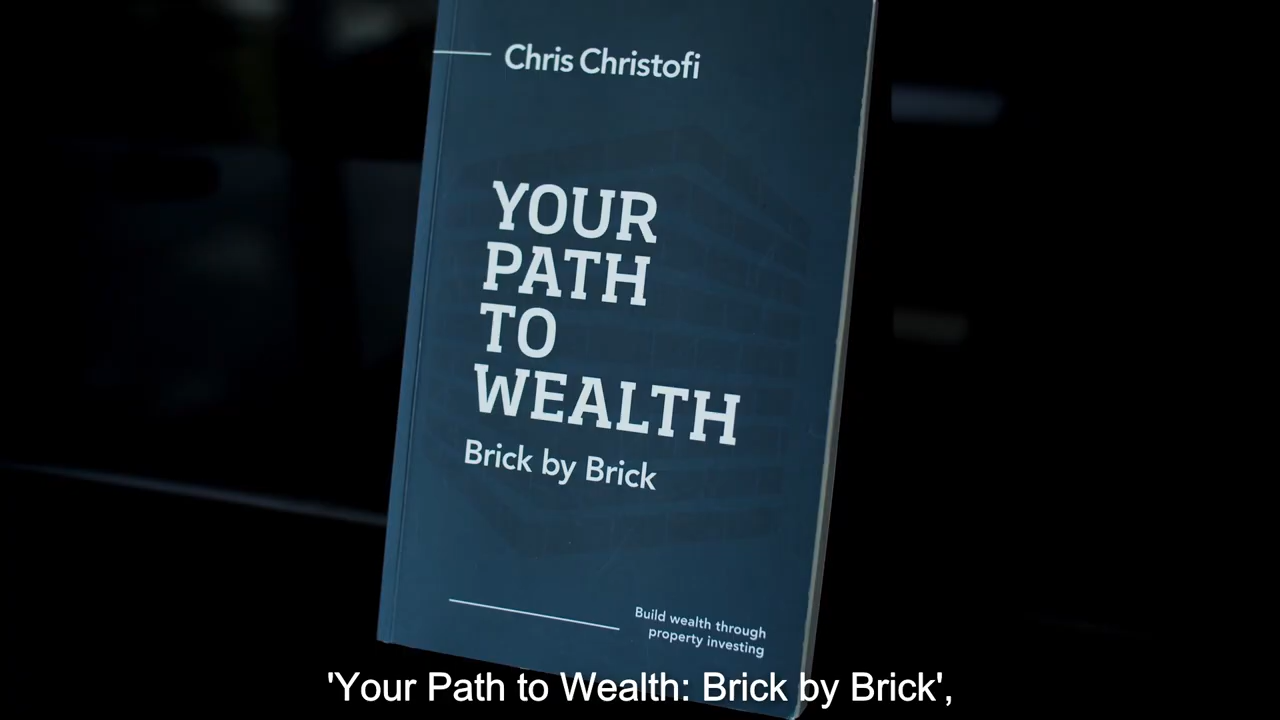 Chris Christofi
YOUR
PATH
TO
WEALTH
Brick by Brick
Build wealth through
property investing
'Your Path to Wealth: Brick by Brick',